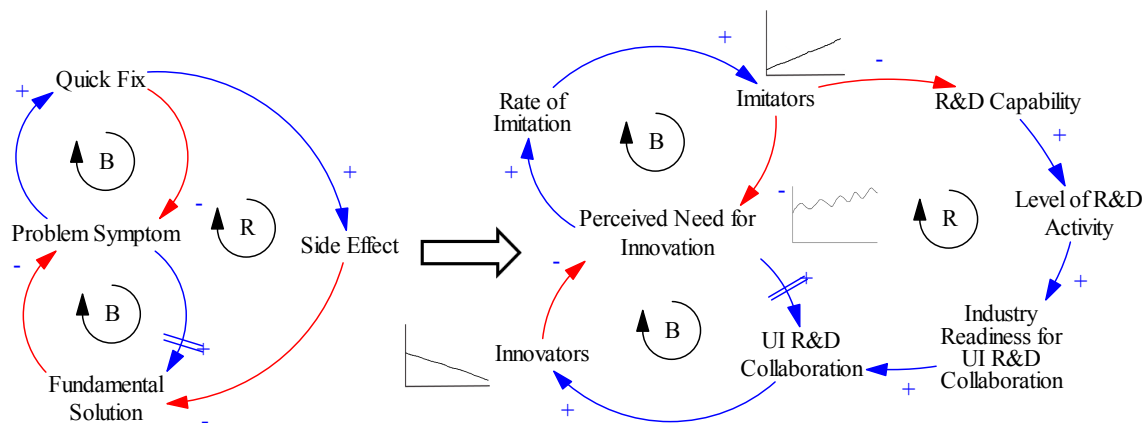 Quick Fix
+
B
+
-
R
Problem Symptom
Side Effect
-
B
+
Fundamental
Solution
-
+
-
Rate of
Imitation
Imitators
R&D Capability
B
+
+
-
Perceived Need for
Innovation
R
Level of R&D
Activity
-
+
+
Innovators
B
UI R&D
Collaboration
Industry
Readiness for
UI R&D
Collaboration
+
+